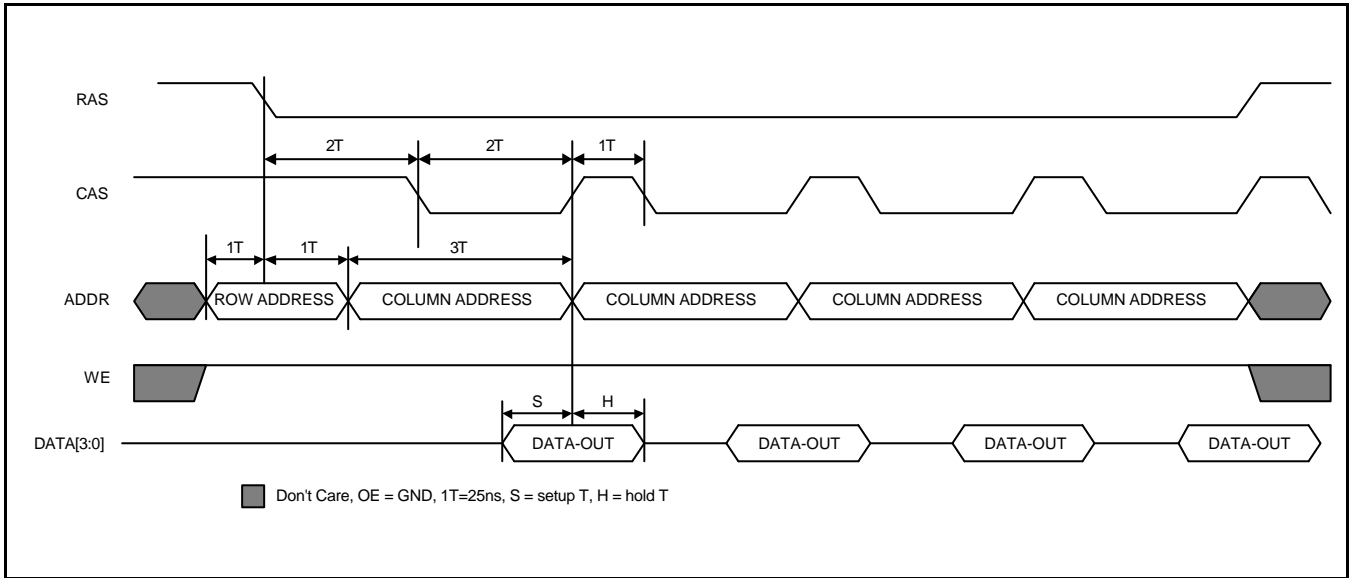 RAS
2T 2T 1T
CAS
1T 1T 3T
ADDR ROW ADDRESS COLUMN ADDRESS COLUMN ADDRESS COLUMN ADDRESS COLUMN ADDRESS
WE
S H
DATA[3:0] DATA-OUT DATA-OUT DATA-OUT DATA-OUT
Don't Care, OE = GND, 1T=25ns, S = setup T, H = hold T